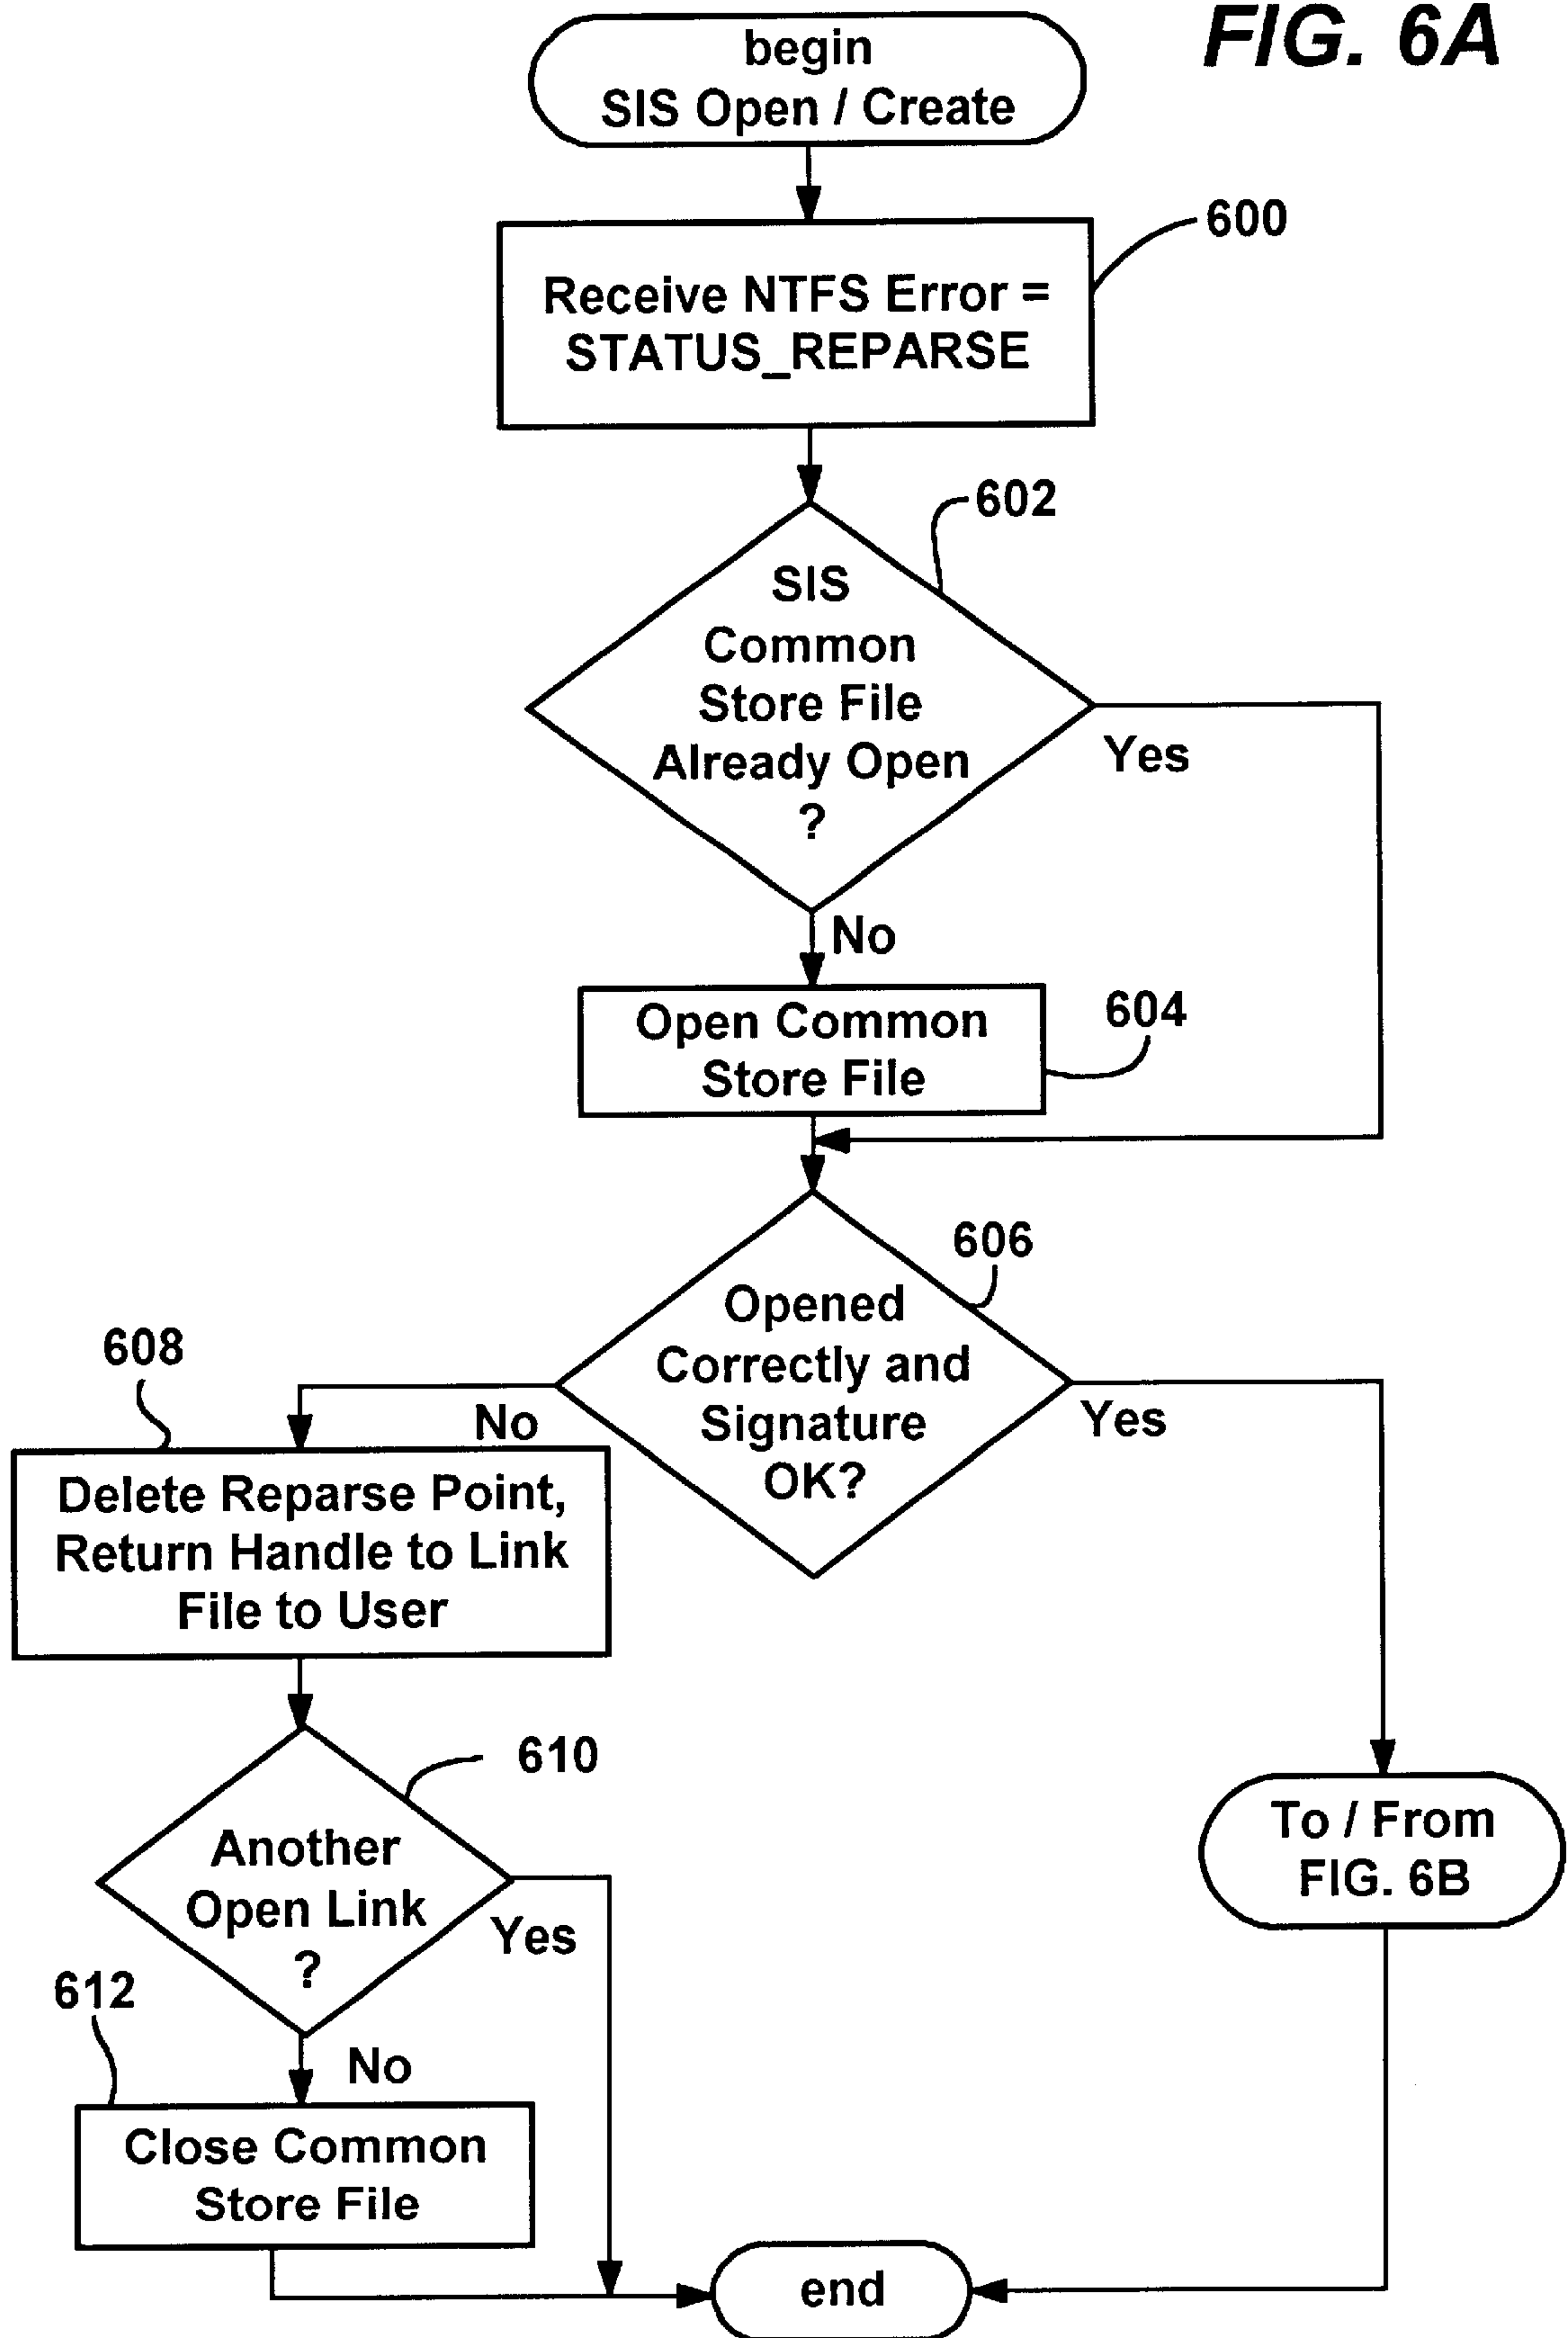 FIG. 6A
begin
SIS Open / Create
600
Receive NTFS Error =
STATUS_REPARSE
602
SIS
Common
Store File
Already Open
?
Yes
No
Open Common
Store File
604
606
Opened
Correctly and
Signature
OK?
608
No
Yes
Delete Reparse Point,
Return Handle to Link
File to User
610
Another
Open Link
?
Yes
To / From
FIG. 6B
612
No
Close Common
Store File
end